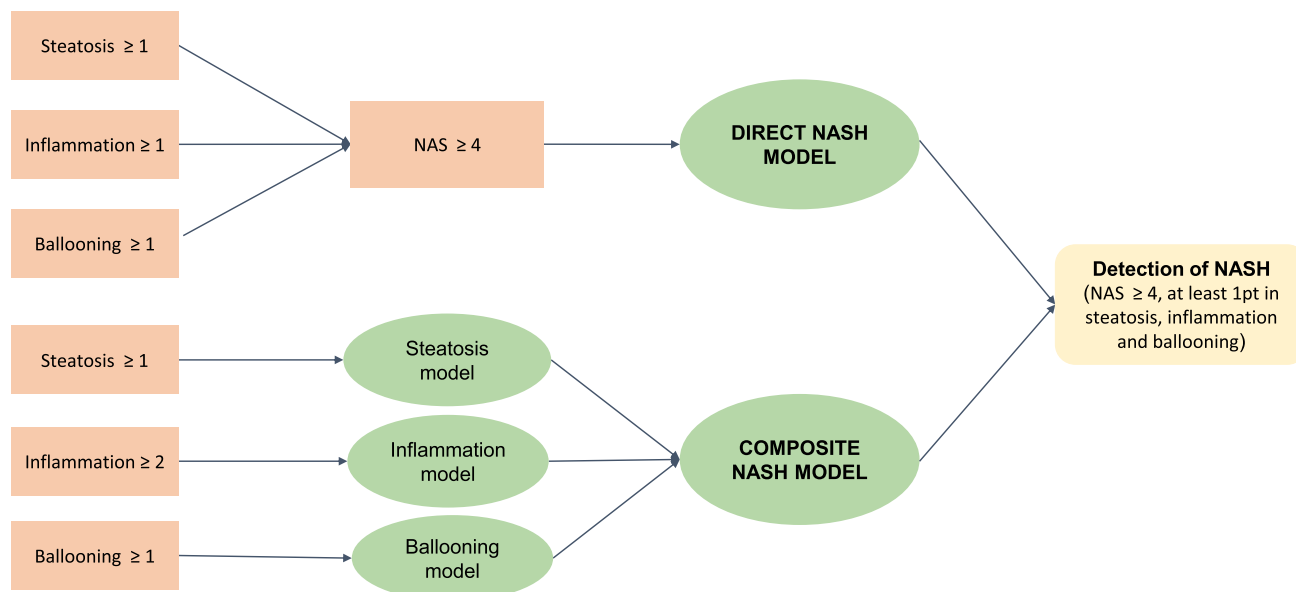 Steatosis ≥ 1
Inflammation ≥ 1
Ballooning ≥ 1
NAS ≥ 4
DIRECT NASH
MODEL
Steatosis ≥ 1
Inflammation ≥ 2
Ballooning ≥ 1
Steatosis
model
Inflammation
model
Ballooning
model
COMPOSITE
NASH MODEL
Detection of NASH
(NAS ≥ 4, at least 1pt in
steatosis, inflammation
and ballooning)